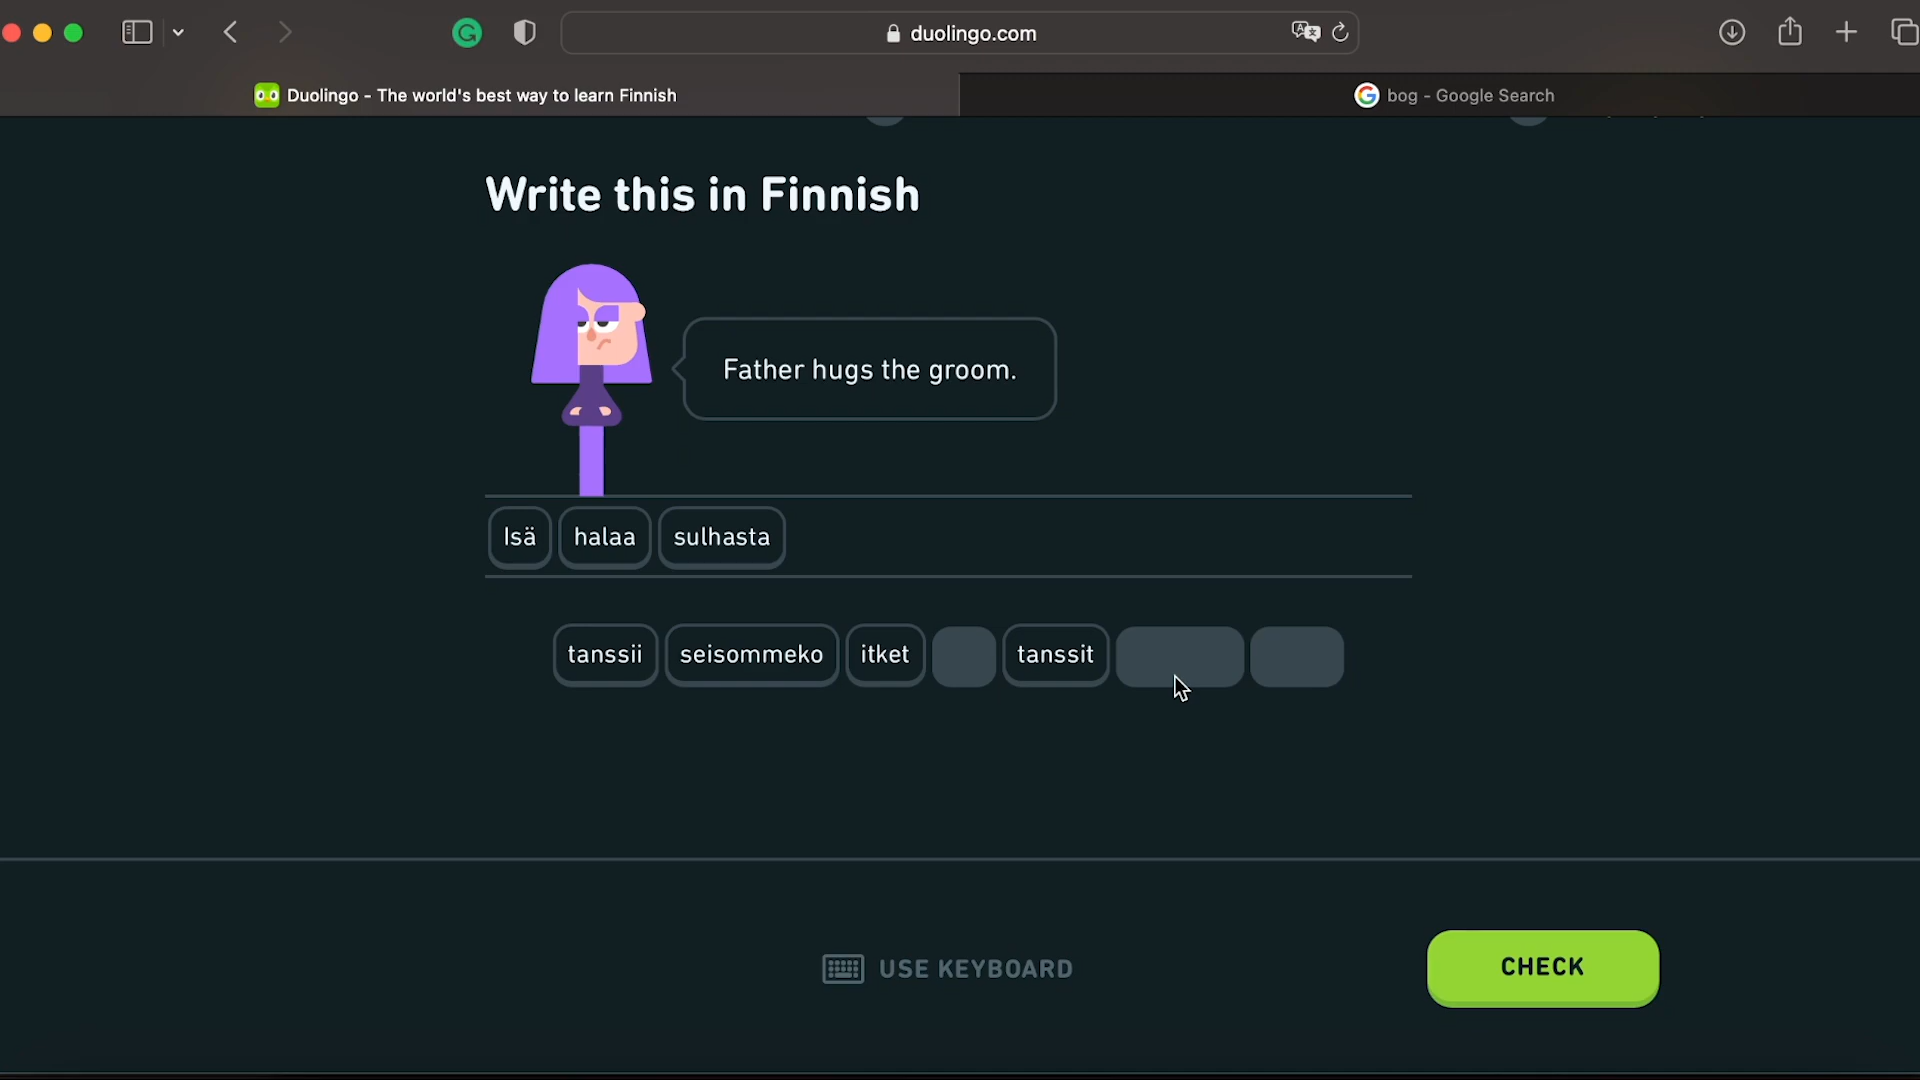 duolingo.com
Duolingo - The world's best way to learn Finnish
bog - Google Search
Write this in Finnish
Father hugs the groom.
Isä halaa sulhasta
tanssii seisommeko itket tanssit
USE KEYBOARD
CHECK